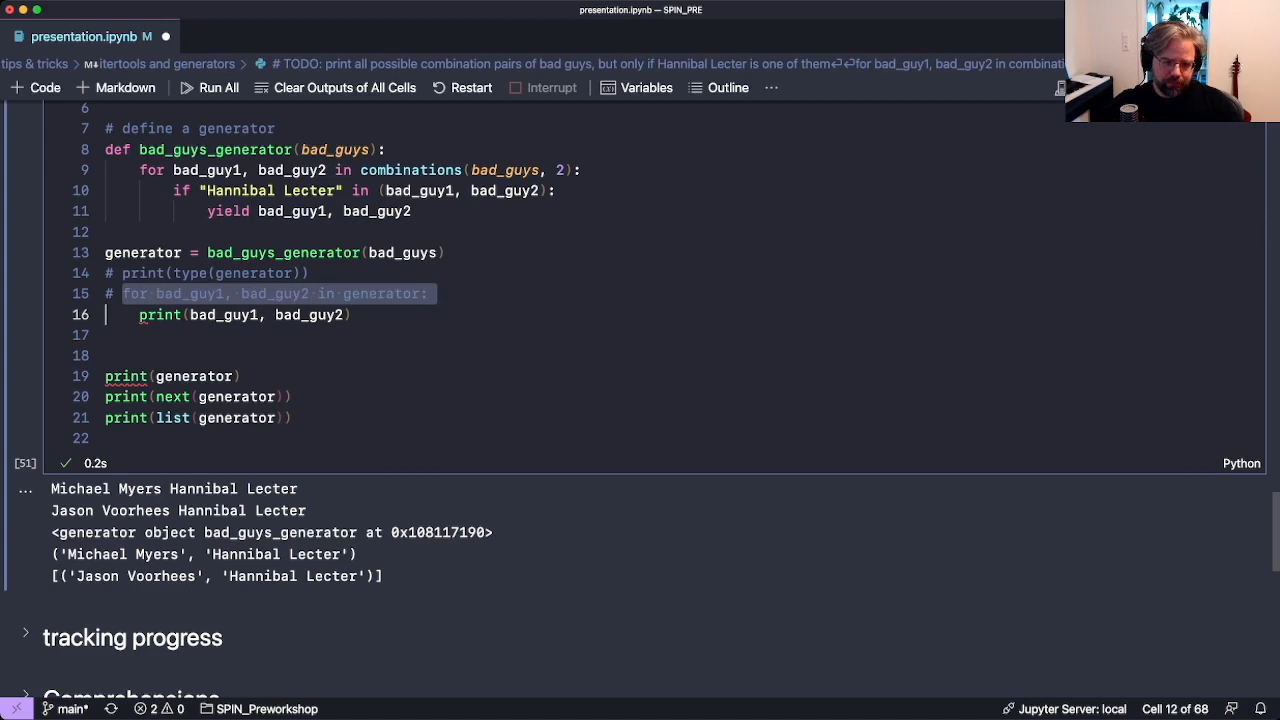 presentation.ipynb — SPIN_PRE
presentation.ipynb M
tips & tricks > M↓itertools and generators > # TODO: print all possible combination pairs of bad guys, but only if Hannibal Lecter is one of them↵↵for bad_guy1, bad_guy2 in combination
+ Code + Markdown Run All Clear Outputs of All Cells Restart Interrupt Variables Outline ···
6
7 # define a generator
8 def bad_guys_generator(bad_guys):
9 for bad_guy1, bad_guy2 in combinations(bad_guys, 2):
10 if "Hannibal Lecter" in (bad_guy1, bad_guy2):
11 yield bad_guy1, bad_guy2
12
13 generator = bad_guys_generator(bad_guys)
14 # print(type(generator))
15 # for bad_guy1, bad_guy2 in generator:
16 print(bad_guy1, bad_guy2)
17
18
19 print(generator)
20 print(next(generator))
21 print(list(generator))
22
[51] ✓ 0.2s Python
... Michael Myers Hannibal Lecter
Jason Voorhees Hannibal Lecter
<generator object bad_guys_generator at 0x108117190>
('Michael Myers', 'Hannibal Lecter')
[('Jason Voorhees', 'Hannibal Lecter')]
> tracking progress
> Comprehensions
main* 2 0 SPIN_Preworkshop Jupyter Server: local Cell 12 of 68